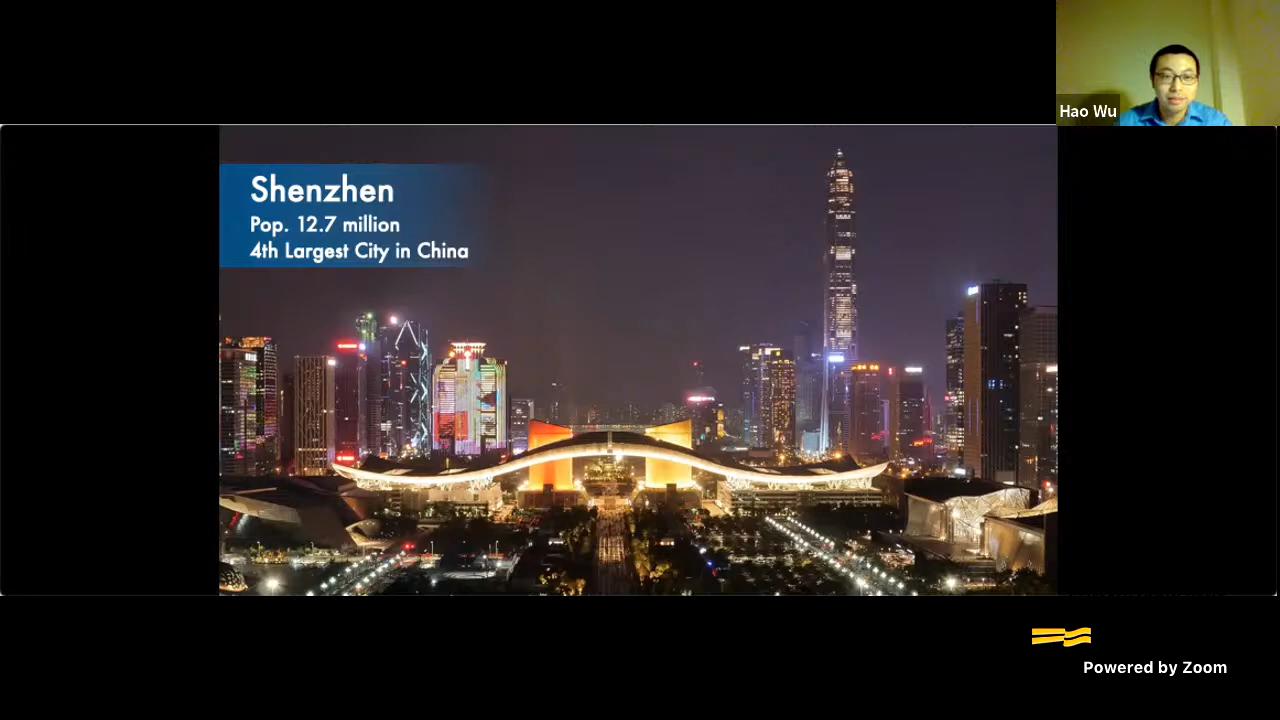 Hao Wu
Shenzhen
Pop. 12.7 million
4th Largest City in China
Powered by Zoom